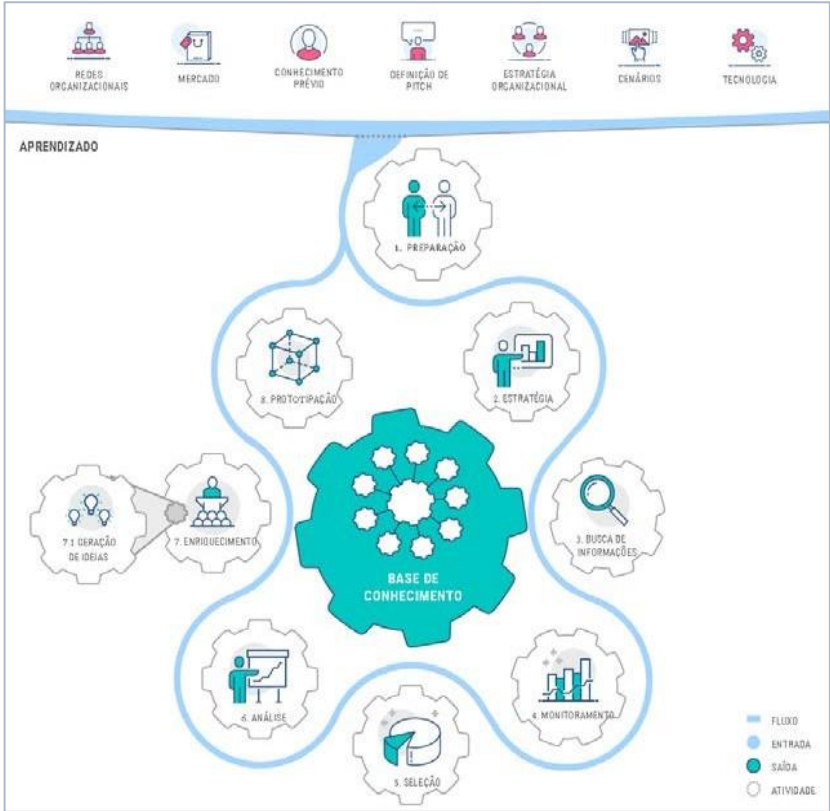 REDES
ORGANIZACIONAIS
MERCADO
CONHECIMENTO
PRÉVIO
DEFINIÇÃO DE
PITCH
ESTRATÉGIA
ORGANIZACIONAL
CENÁRIOS
TECNOLOGIA
APRENDIZADO
1. PREPARAÇÃO
8. PROTOTIPAÇÃO
2. ESTRATÉGIA
7.1 GERAÇÃO
DE IDEIAS
7. ENRIQUECIMENTO
3. BUSCA DE
INFORMAÇÕES
BASE DE
CONHECIMENTO
6. ANÁLISE
4. MONITORAMENTO
5. SELEÇÃO
FLUXO
ENTRADA
SAÍDA
ATIVIDADE